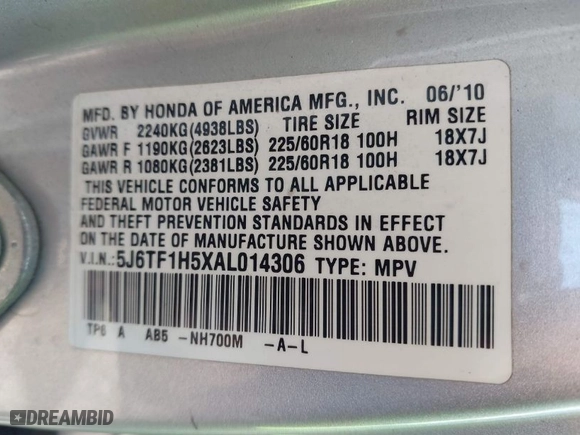 MFD. BY HONDA OF AMERICA MFG., INC. 06/'10
GVWR 2240KG(4938LBS) TIRE SIZE RIM SIZE
GAWR F 1190KG(2623LBS) 225/60R18 100H 18X7J
GAWR R 1080KG(2381LBS) 225/60R18 100H 18X7J
THIS VEHICLE CONFORMS TO ALL APPLICABLE
FEDERAL MOTOR VEHICLE SAFETY
AND THEFT PREVENTION STANDARDS IN EFFECT
ON THE DATE OF MANUFACTURE SHOWN ABOVE.
V.I.N.: 5J6TF1H5XAL014306 TYPE: MPV
TP6 A AB5 -NH700M -A-L
DREAMBID